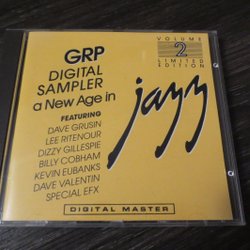 GRP
DIGITAL
SAMPLER
a New Age in
jazz
VOLUME
2
LIMITED
EDITION
FEATURING
DAVE GRUSIN
LEE RITENOUR
DIZZY GILLESPIE
BILLY COBHAM
KEVIN EUBANKS
DAVE VALENTIN
SPECIAL EFX
DIGITAL MASTER